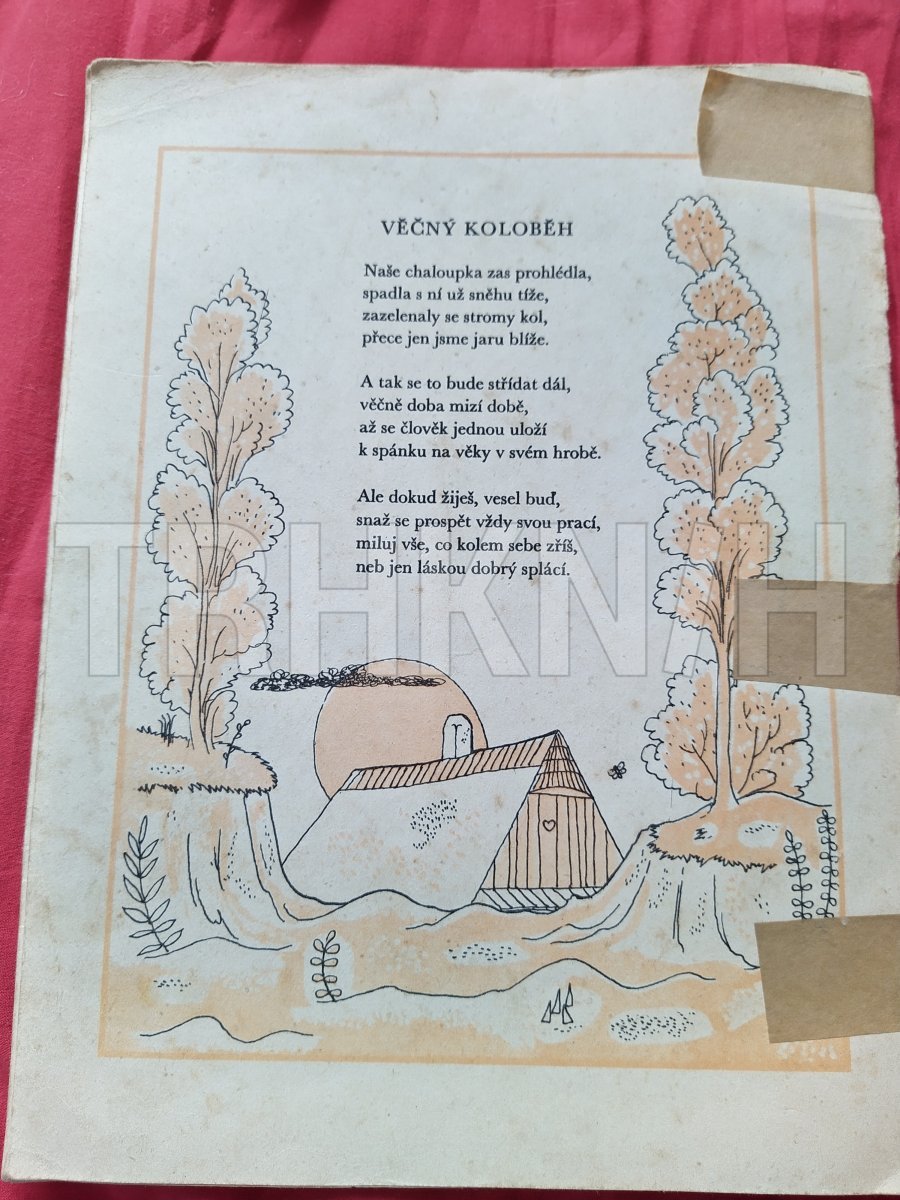 VĚČNÝ KOLOBĚH
Naše chaloupka zas prohlédla,
spadla s ní už sněhu tíže,
zazelenaly se stromy kol,
přece jen jsme jaru blíže.
A tak se to bude střídat dál,
věčně doba mizí době,
až se člověk jednou uloží
k spánku na věky v svém hrobě.
Ale dokud žiješ, vesel buď,
snaž se prospět vždy svou prací,
miluj vše, co kolem sebe zříš,
neb jen láskou dobrý splácí.
TRHKNIH